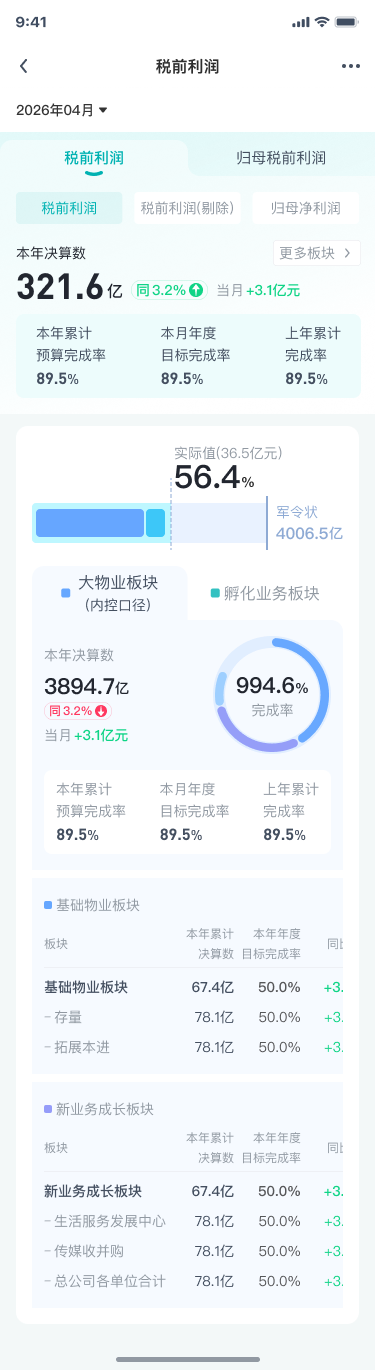 9:41
税前利润
2026年04月
税前利润
归母税前利润
税前利润
税前利润(剔除)
归母净利润
本年决算数
更多板块
321.6亿
同3.2%
当月+3.1亿元
本年累计
预算完成率
89.5%
本月年度
目标完成率
89.5%
上年累计
完成率
89.5%
实际值(36.5亿元)
56.4%
军令状
4006.5亿
大物业板块
(内控口径)
孵化业务板块
本年决算数
3894.7亿
同3.2%
当月+3.1亿元
994.6%
完成率
本年累计
预算完成率
89.5%
本月年度
目标完成率
89.5%
上年累计
完成率
89.5%
基础物业板块
板块
本年累计
决算数
本年年度
目标完成率
同
基础物业板块 67.4亿 50.0% +3.
- 存量 78.1亿 50.0% +3.
- 拓展本进 78.1亿 50.0% +3.
新业务成长板块
板块
本年累计
决算数
本年年度
目标完成率
同
新业务成长板块 67.4亿 50.0% +3.
- 生活服务发展中心 78.1亿 50.0% +3.
- 传媒收并购 78.1亿 50.0% +3.
- 总公司各单位合计 78.1亿 50.0% +3.